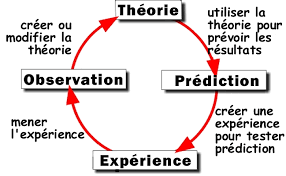 Théorie
utiliser la
théorie pour
prévoir les
résultats
Prédiction
créer une
expérience
pour tester
prédiction
Expérience
mener
l'expérience
Observation
créer ou
modifier la
théorie